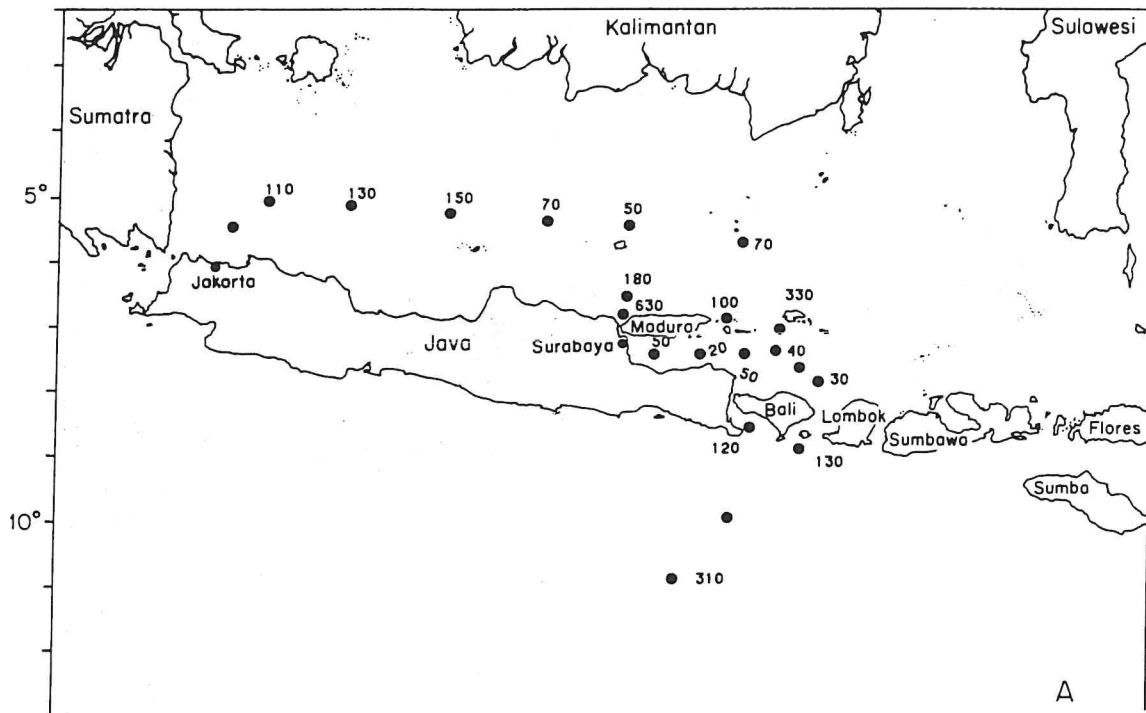 Kalimantan
Sulawesi
Sumatra
5°
110
130
150
70
50
70
180
630
100
330
Jakarta
Madura
Java
Surabaya
50
20
50
40
30
Bali
Lombok
Sumbawa
Flores
120
130
Sumba
10°
310
A